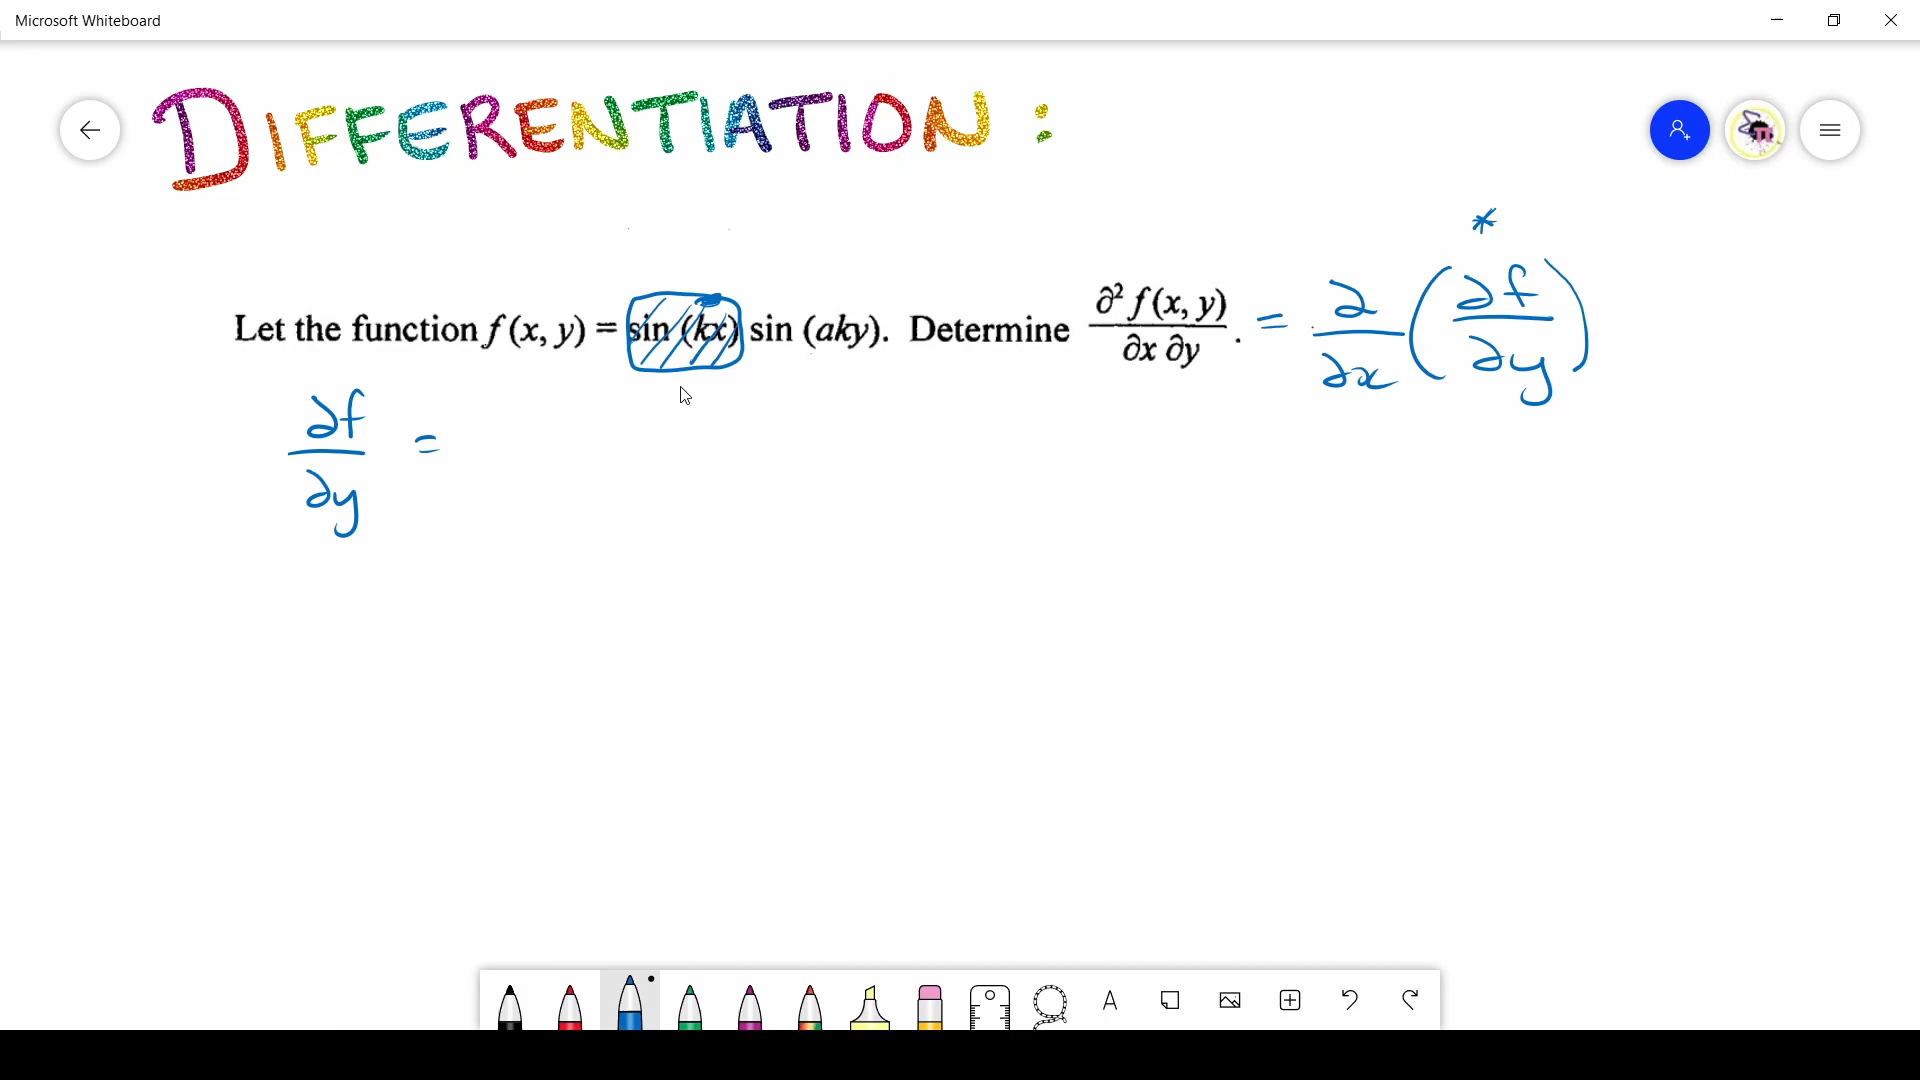 Microsoft Whiteboard
DIFFERENTIATION :
*
Let the function f(x, y) = sin (kx) sin (aky). Determine ∂² f(x, y) / ∂x ∂y . = ∂/∂x (∂f/∂y)
∂f/∂y =